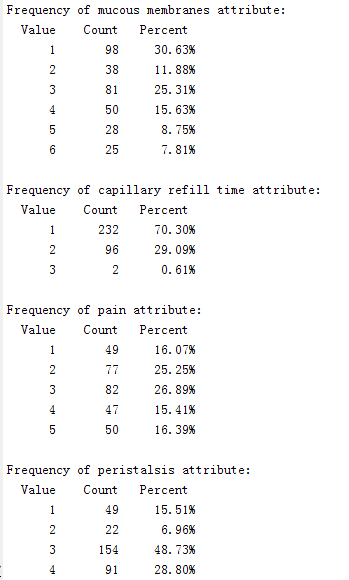 Frequency of mucous membranes attribute:
Value Count Percent
1 98 30.63%
2 38 11.88%
3 81 25.31%
4 50 15.63%
5 28 8.75%
6 25 7.81%
Frequency of capillary refill time attribute:
Value Count Percent
1 232 70.30%
2 96 29.09%
3 2 0.61%
Frequency of pain attribute:
Value Count Percent
1 49 16.07%
2 77 25.25%
3 82 26.89%
4 47 15.41%
5 50 16.39%
Frequency of peristalsis attribute:
Value Count Percent
1 49 15.51%
2 22 6.96%
3 154 48.73%
4 91 28.80%